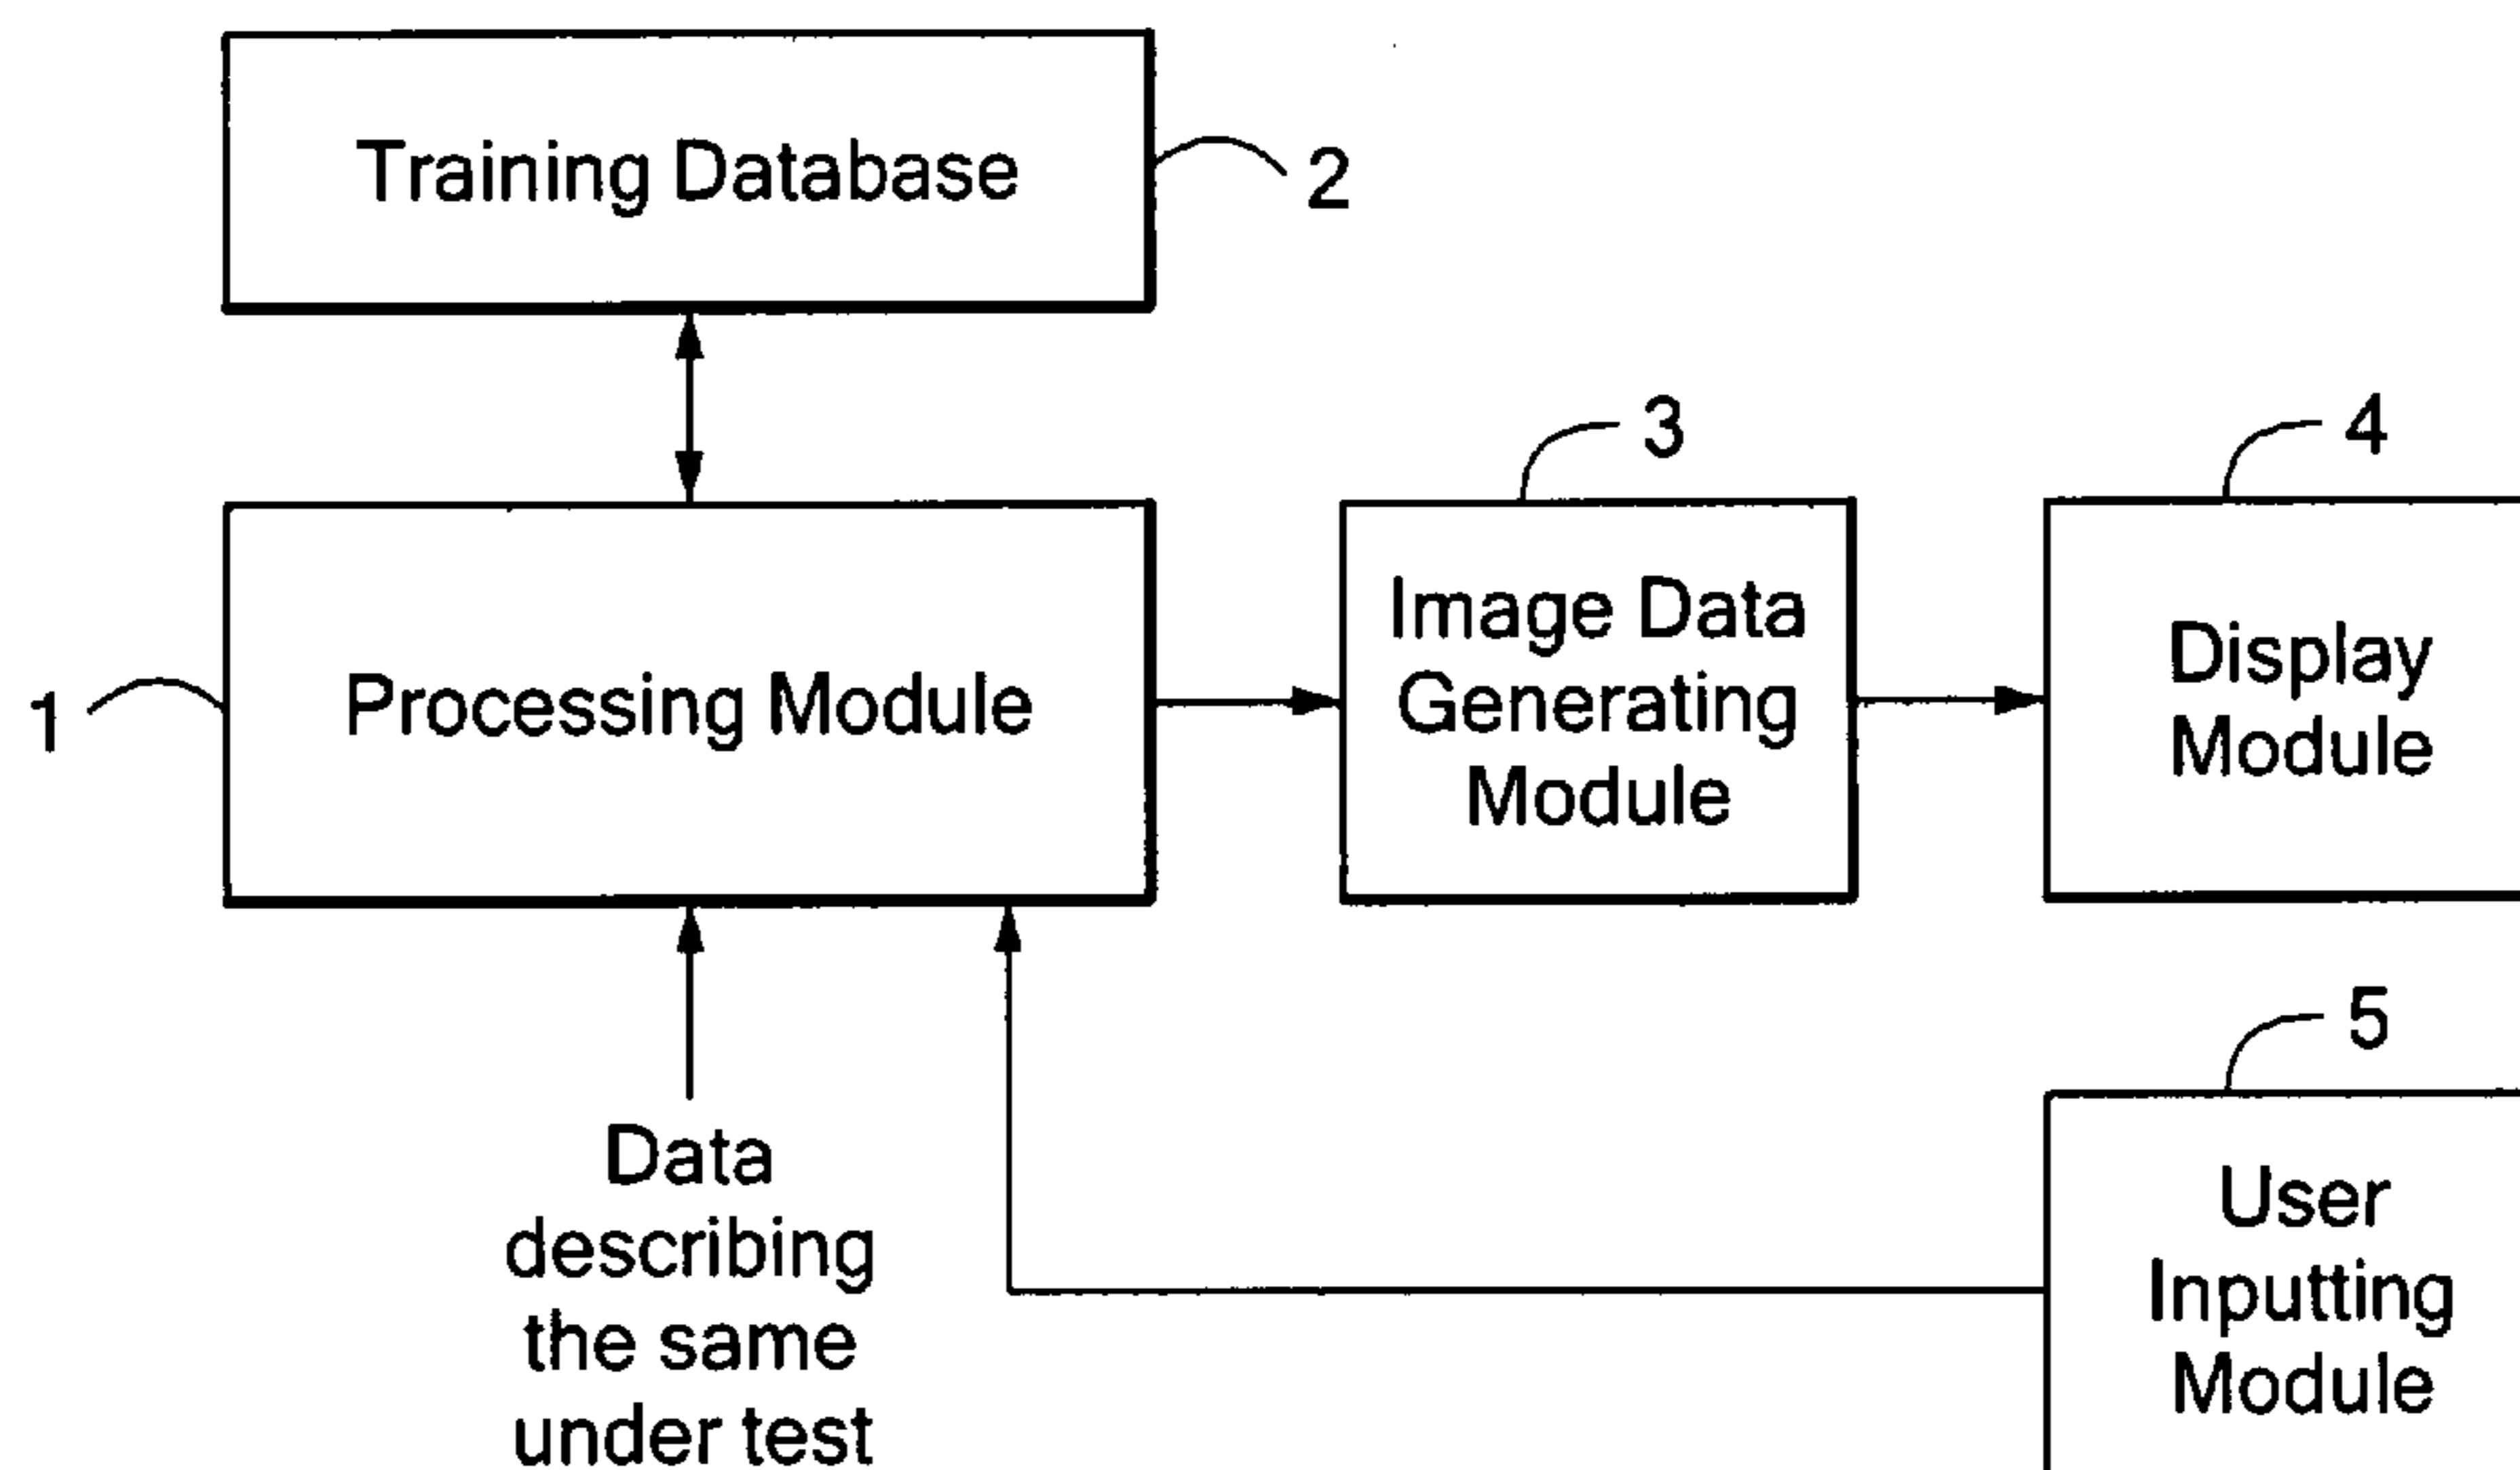 Training Database
2
3
4
1
Processing Module
Image Data
Generating
Module
Display
Module
5
Data
describing
the same
under test
User
Inputting
Module